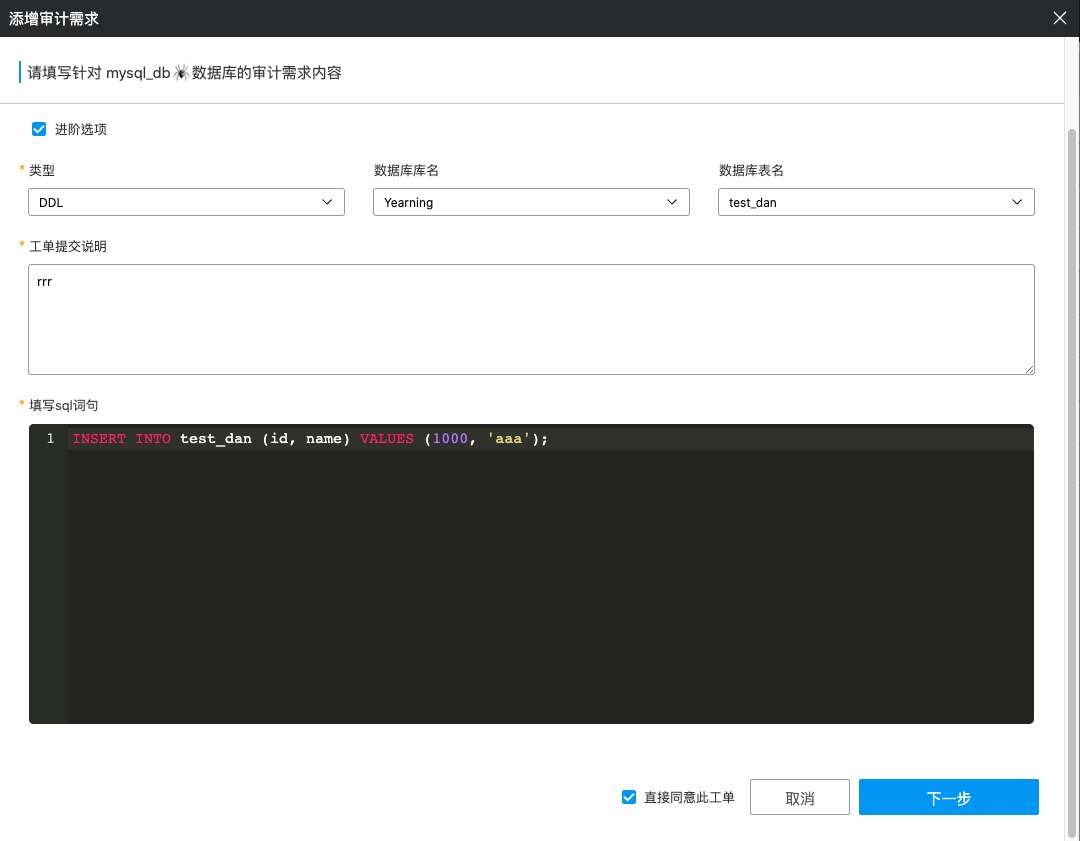 添增审计需求
请填写针对 mysql_db🕷数据库的审计需求内容
进阶选项
* 类型 数据库库名 数据库表名
DDL Yearning test_dan
* 工单提交说明
rrr
* 填写sql词句
1 INSERT INTO test_dan (id, name) VALUES (1000, 'aaa');
直接同意此工单 取消 下一步